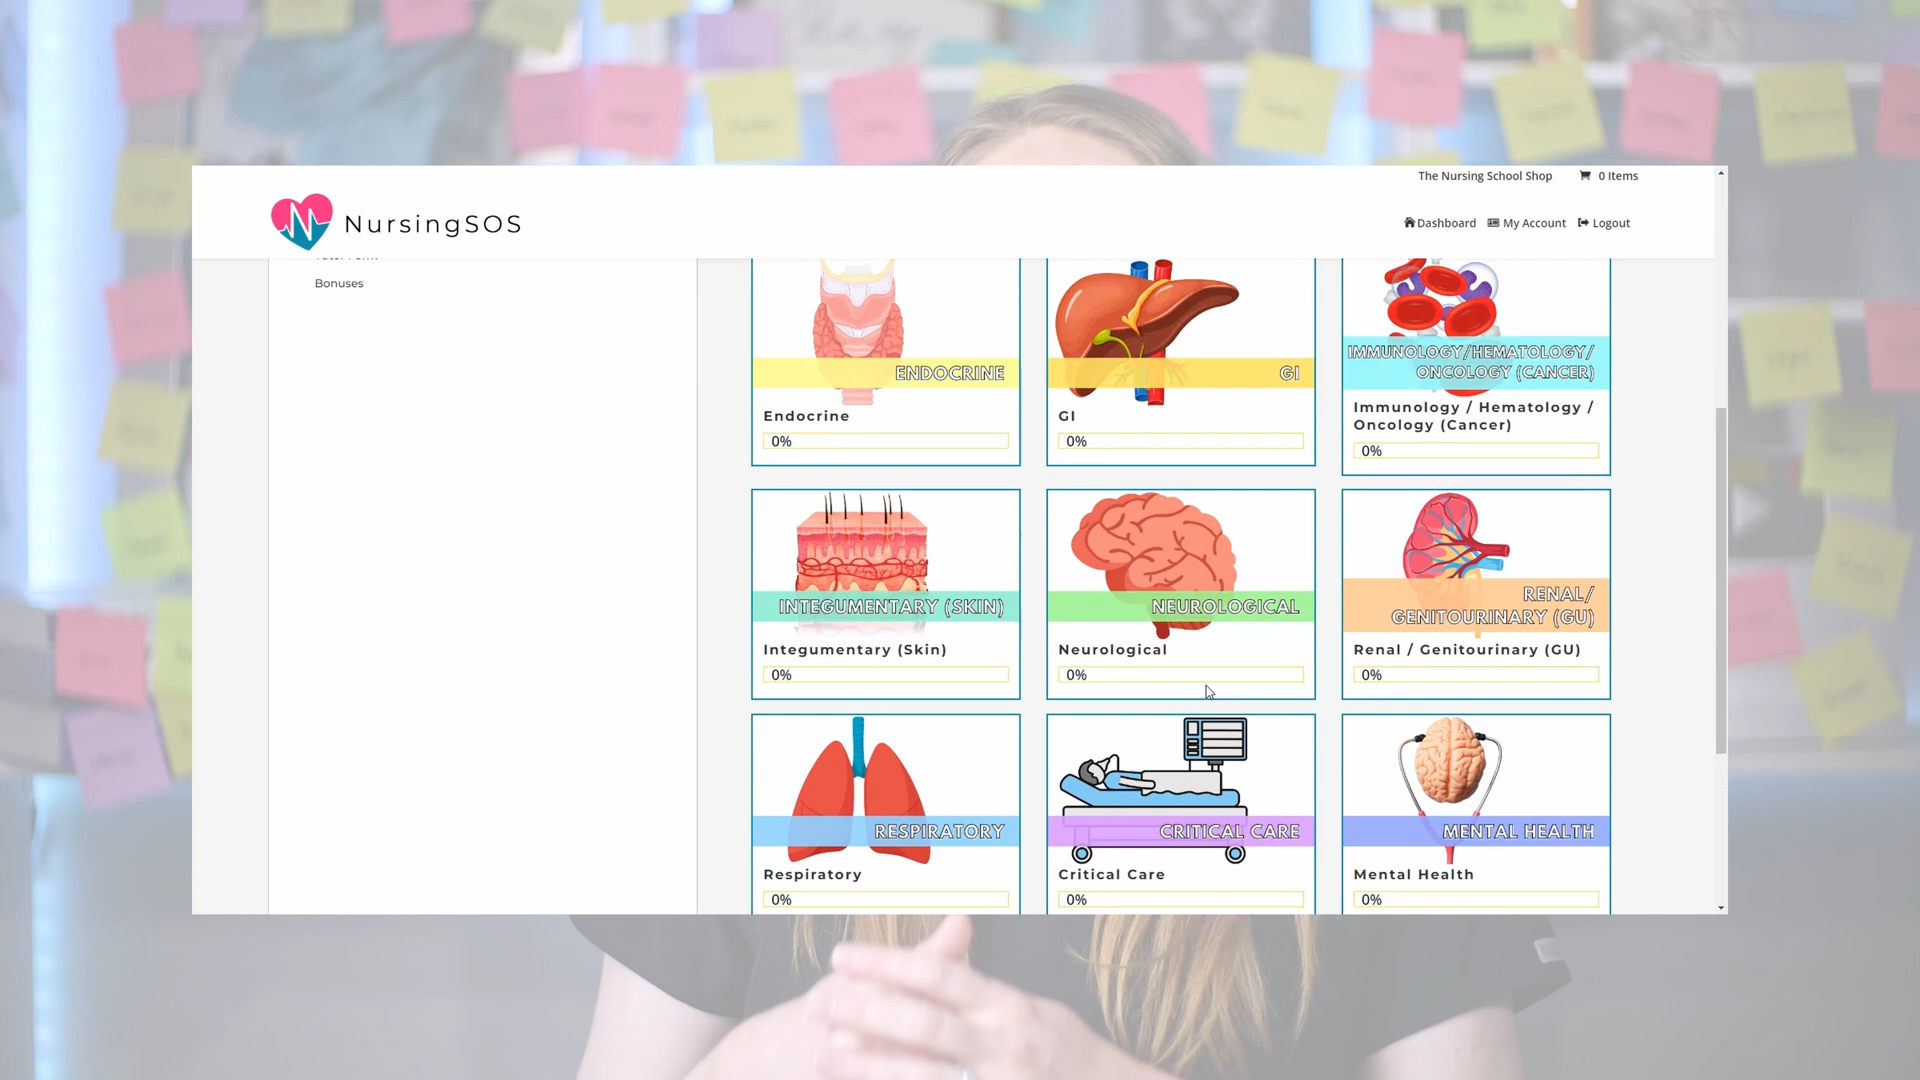 The Nursing School Shop 0 Items
NursingSOS
Dashboard My Account Logout
Bonuses
ENDOCRINE
Endocrine
0%
GI
GI
0%
IMMUNOLOGY/HEMATOLOGY/
ONCOLOGY (CANCER)
Immunology / Hematology /
Oncology (Cancer)
0%
INTEGUMENTARY (SKIN)
Integumentary (Skin)
0%
NEUROLOGICAL
Neurological
0%
RENAL/
GENITOURINARY (GU)
Renal / Genitourinary (GU)
0%
RESPIRATORY
Respiratory
0%
CRITICAL CARE
Critical Care
0%
MENTAL HEALTH
Mental Health
0%